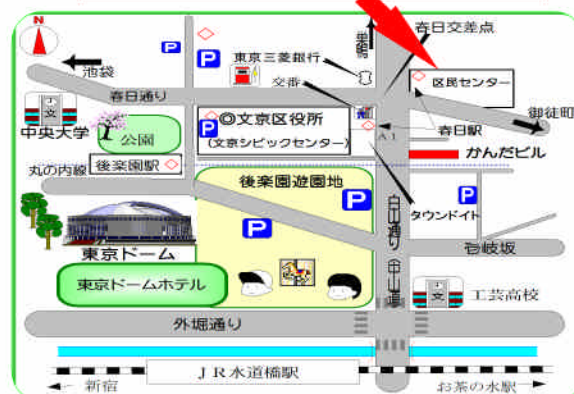 N
春日交差点
巣鴨
東京三菱銀行
P
P
池袋
交番
区民センター
春日通り
御徒町
文
中央大学
公園
◎文京区役所
P
(文京シビックセンター)
A1
春日駅
後楽園駅
かんだビル
丸の内線
後楽園遊園地
P
P
P
白山通り(中山道)
タウンドイト
壱岐坂
東京ドーム
東京ドームホテル
文
工芸高校
外堀通り
JR水道橋駅
新宿
お茶の水駅